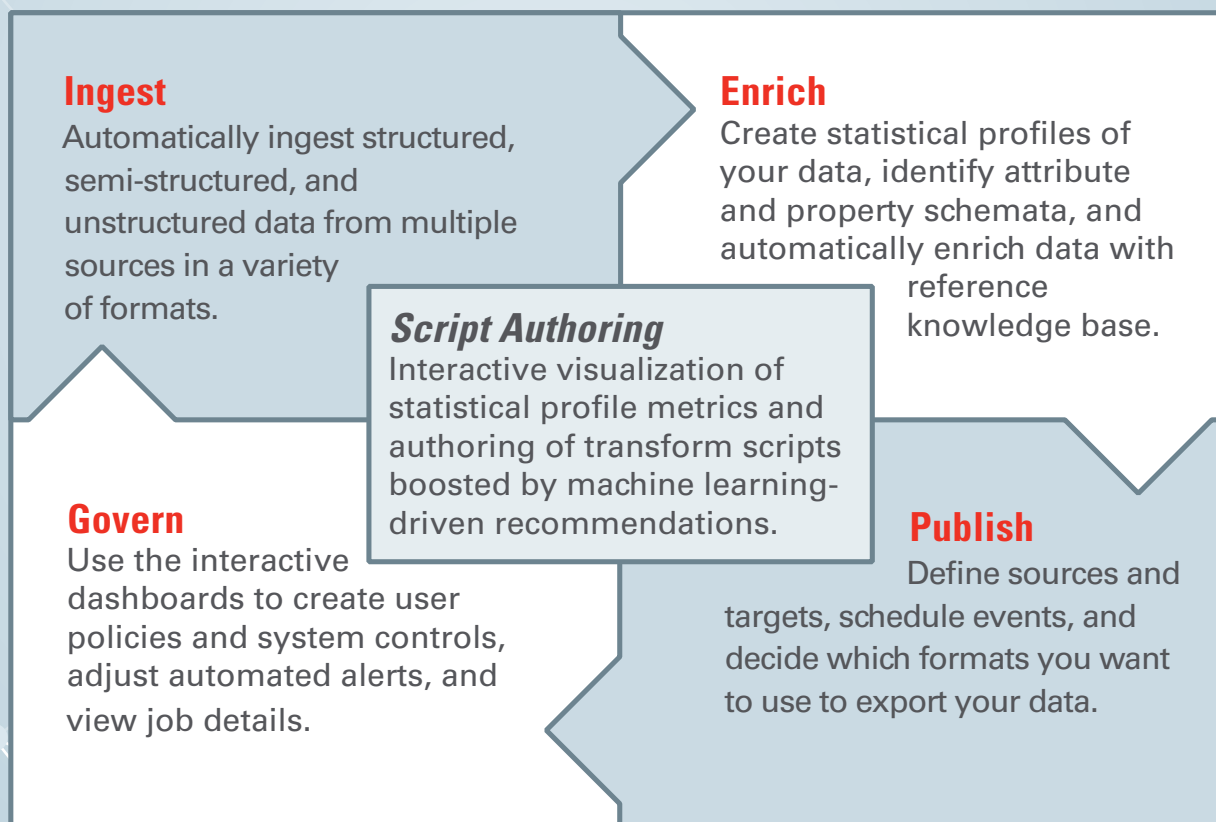 Ingest
Automatically ingest structured,
semi-structured, and
unstructured data from multiple
sources in a variety
of formats.
Enrich
Create statistical profiles of
your data, identify attribute
and property schemata, and
automatically enrich data with
reference
knowledge base.
Script Authoring
Interactive visualization of
statistical profile metrics and
authoring of transform scripts
boosted by machine learning-
driven recommendations.
Govern
Use the interactive
dashboards to create user
policies and system controls,
adjust automated alerts, and
view job details.
Publish
Define sources and
targets, schedule events, and
decide which formats you want
to use to export your data.